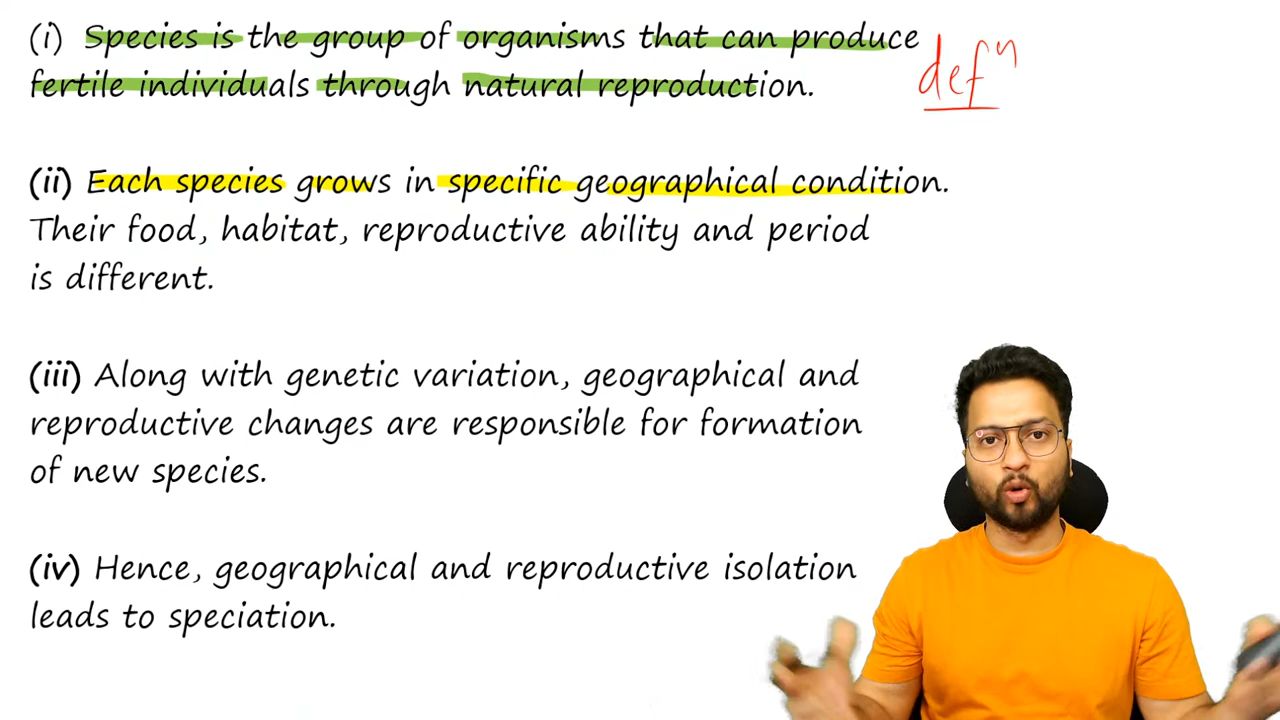 (i) Species is the group of organisms that can produce
fertile individuals through natural reproduction.
defⁿ
(ii) Each species grows in specific geographical condition.
Their food, habitat, reproductive ability and period
is different.
(iii) Along with genetic variation, geographical and
reproductive changes are responsible for formation
of new species.
(iv) Hence, geographical and reproductive isolation
leads to speciation.